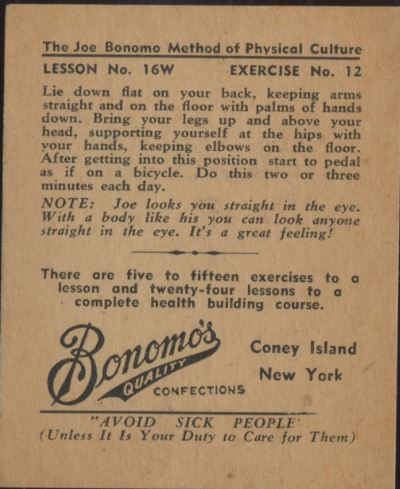 The Joe Bonomo Method of Physical Culture
LESSON No. 16W EXERCISE No. 12
Lie down flat on your back, keeping arms
straight and on the floor with palms of hands
down. Bring your legs up and above your
head, supporting yourself at the hips with
your hands, keeping elbows on the floor.
After getting into this position start to pedal
as if on a bicycle. Do this two or three
minutes each day.
NOTE: Joe looks you straight in the eye.
With a body like his you can look anyone
straight in the eye. It's a great feeling!
There are five to fifteen exercises to a
lesson and twenty-four lessons to a
complete health building course.
Bonomo's
QUALITY
CONFECTIONS
Coney Island
New York
"AVOID SICK PEOPLE"
(Unless It Is Your Duty to Care for Them)